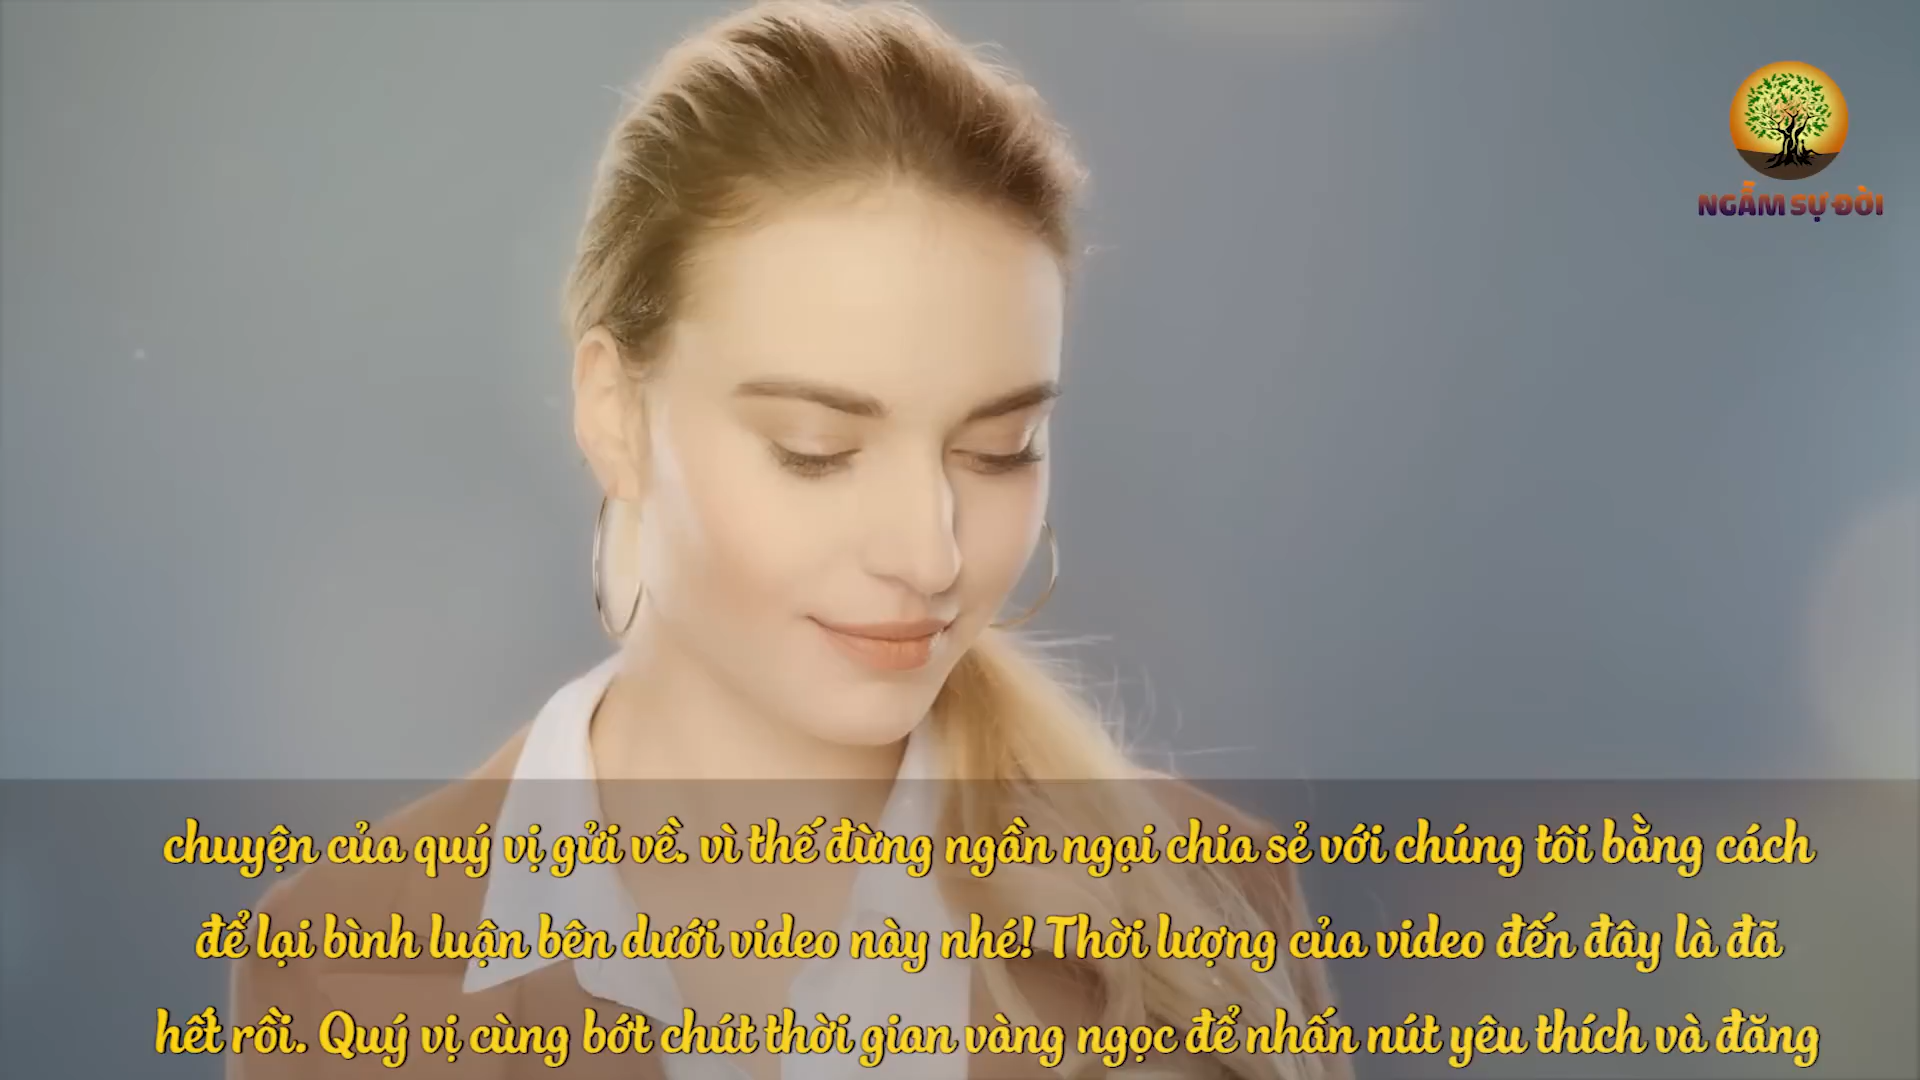 NGẪM SỰ ĐỜI
chuyện của quý vị gửi về. vì thế đừng ngần ngại chia sẻ với chúng tôi bằng cách
để lại bình luận bên dưới video này nhé! Thời lượng của video đến đây là đã
hết rồi. Quý vị cùng bớt chút thời gian vàng ngọc để nhấn nút yêu thích và đăng